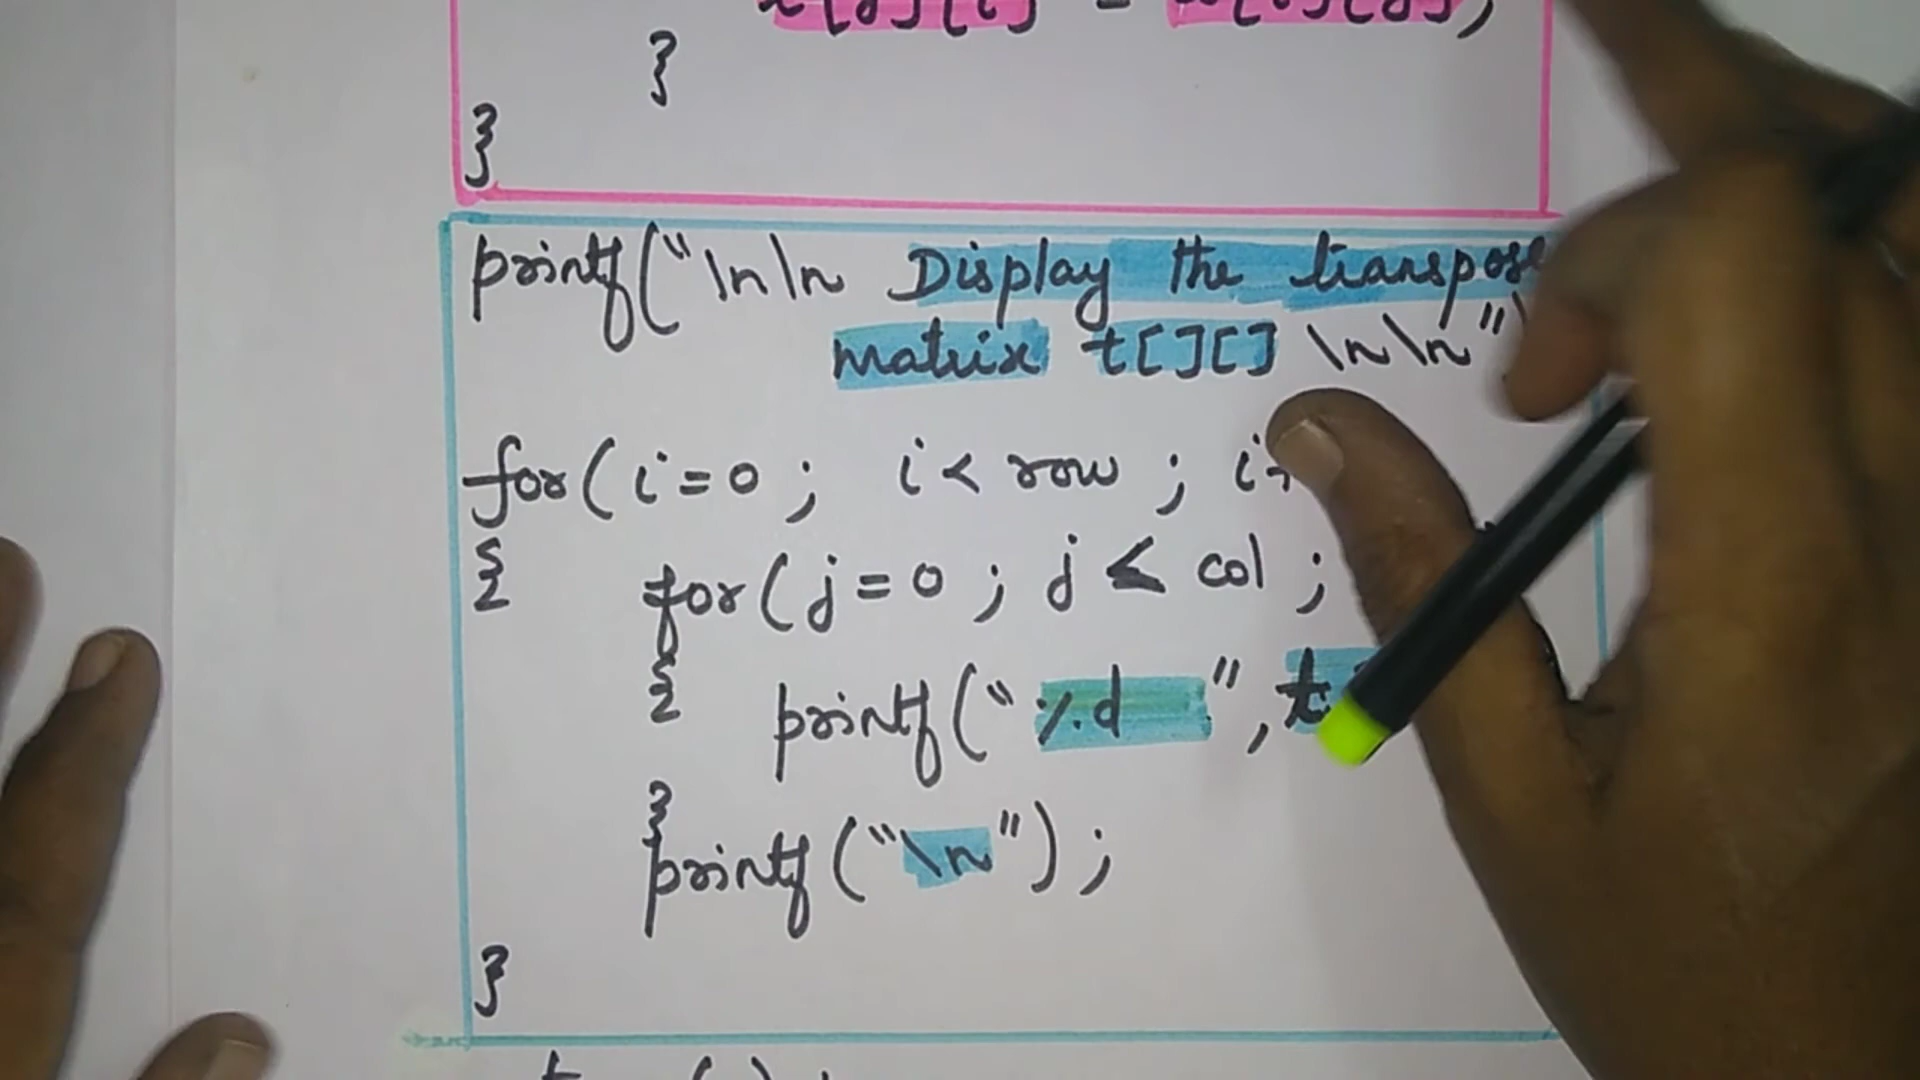 }
}
printf("\n\n Display the transpose
matrix t[][] \n\n"
for( i=0 ; i< row ; i+
{ for( j=0 ; j < col ;
{ printf("%d ", t
}
printf("\n");
}